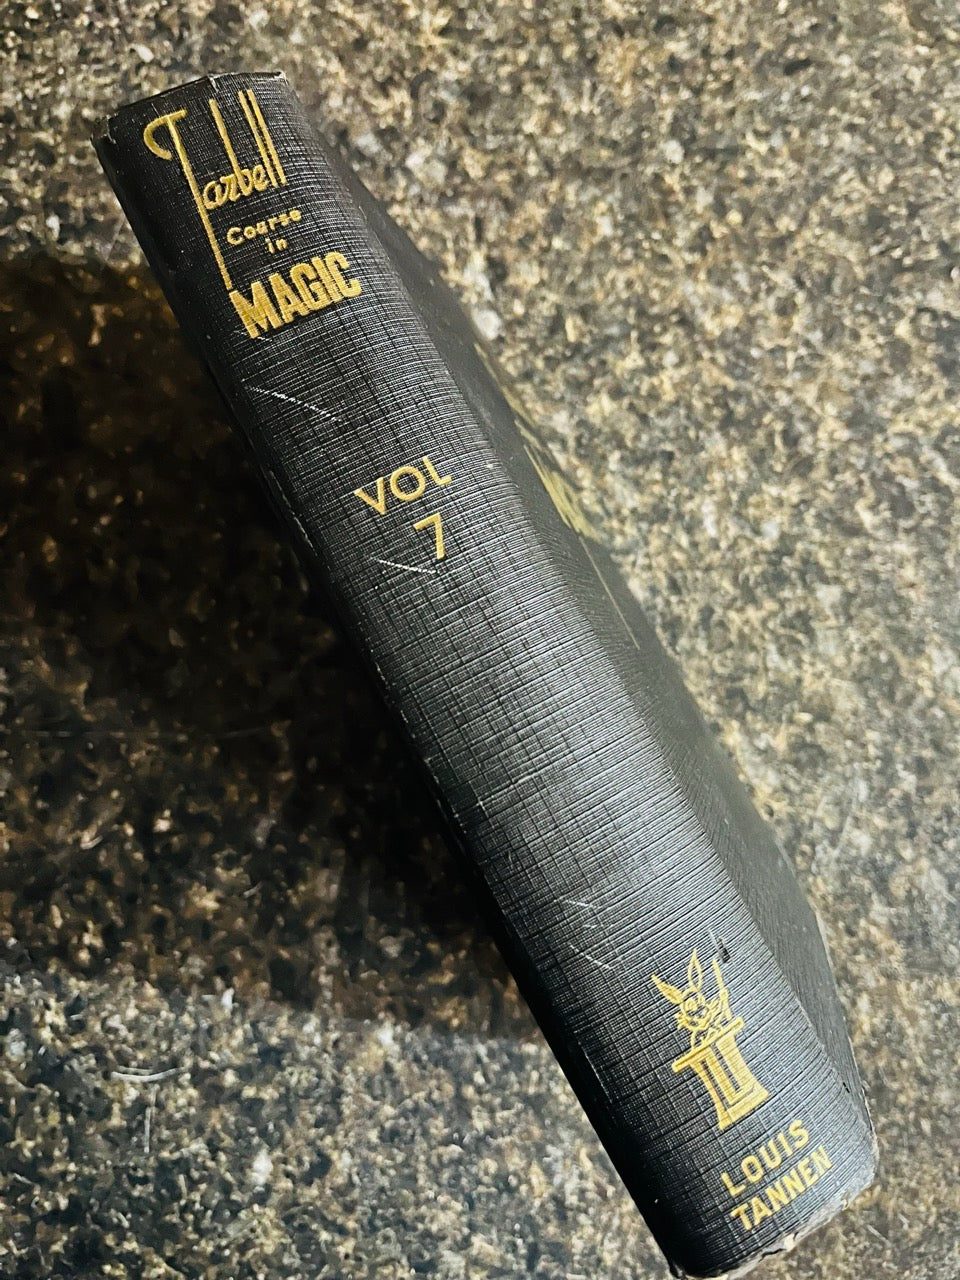 Tarbell
Course
in
MAGIC
VOL
7
LOUIS
TANNEN